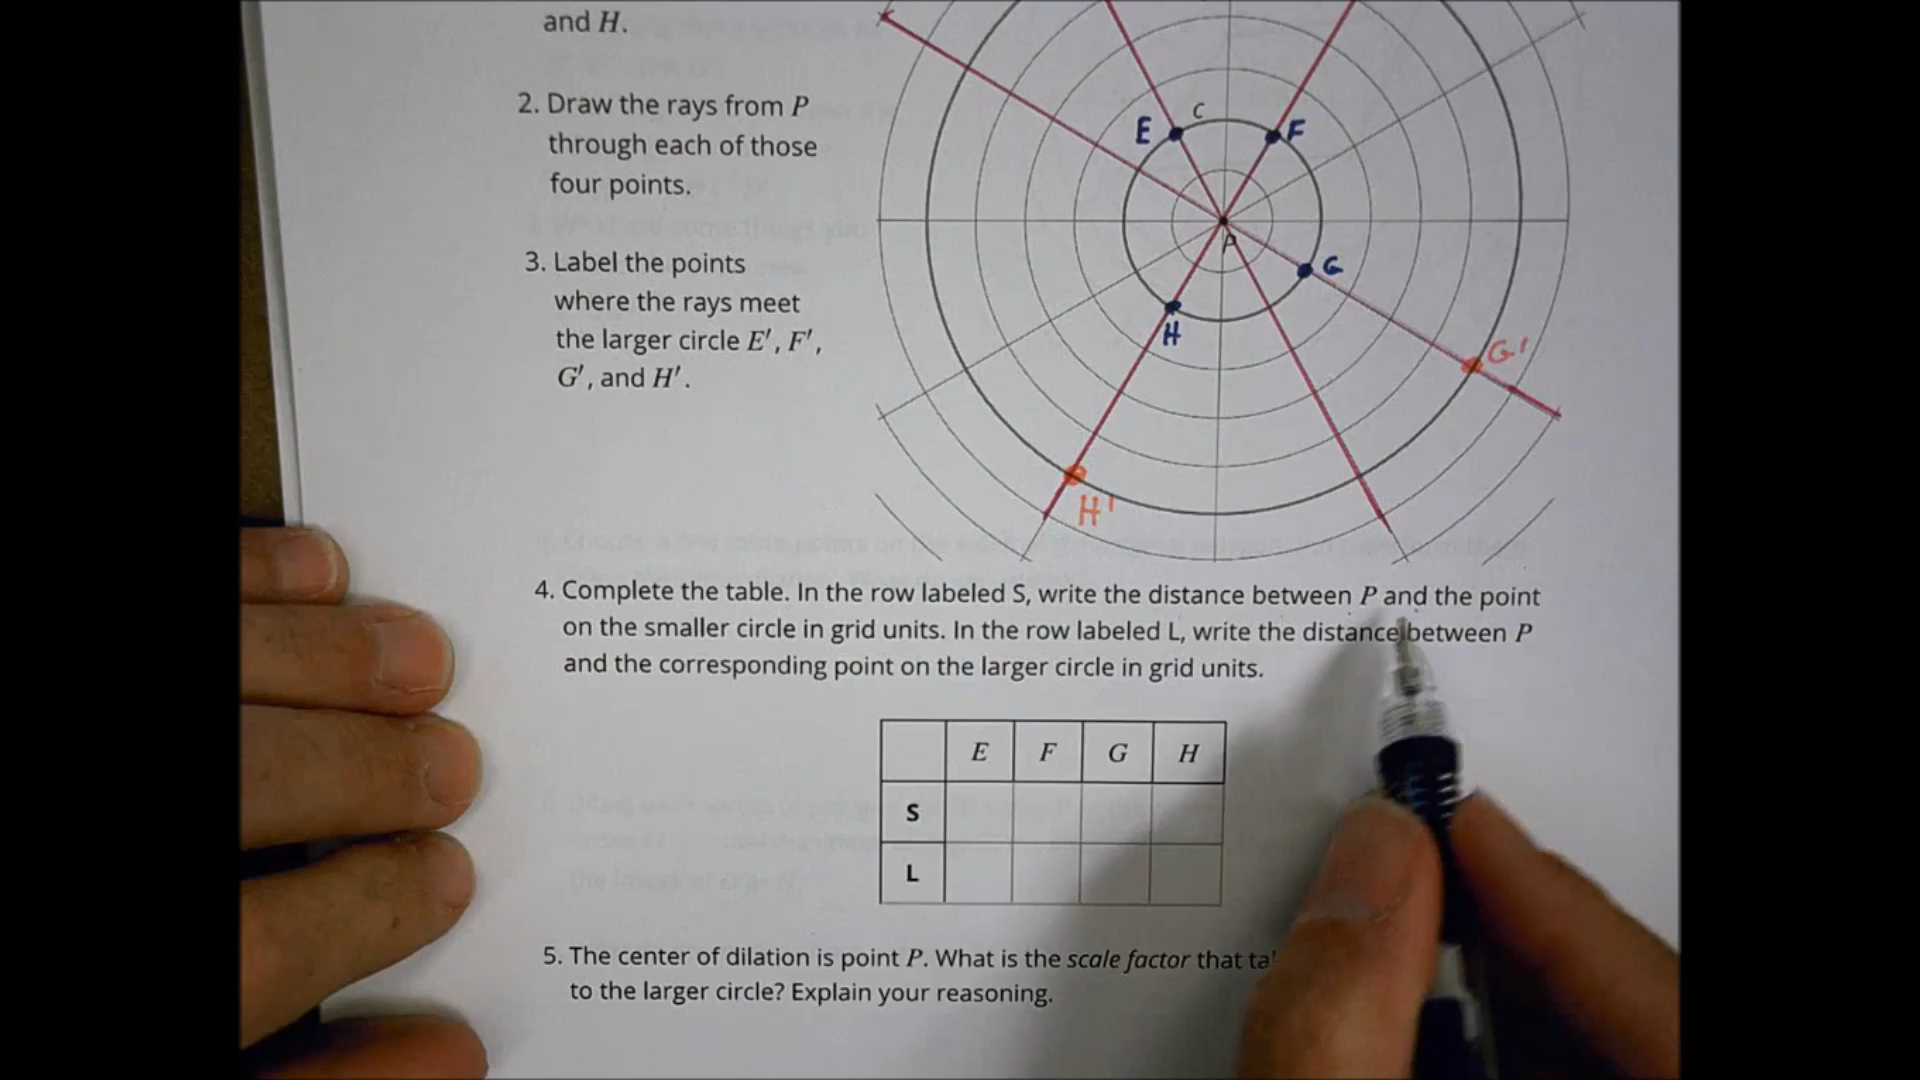 and H.
2. Draw the rays from P
through each of those
four points.
3. Label the points
where the rays meet
the larger circle E′, F′,
G′, and H′.
E
C
F
P
G
H
G'
H'
4. Complete the table. In the row labeled S, write the distance between P and the point
on the smaller circle in grid units. In the row labeled L, write the distance between P
and the corresponding point on the larger circle in grid units.
E F G H
S
L
5. The center of dilation is point P. What is the scale factor that
to the larger circle? Explain your reasoning.